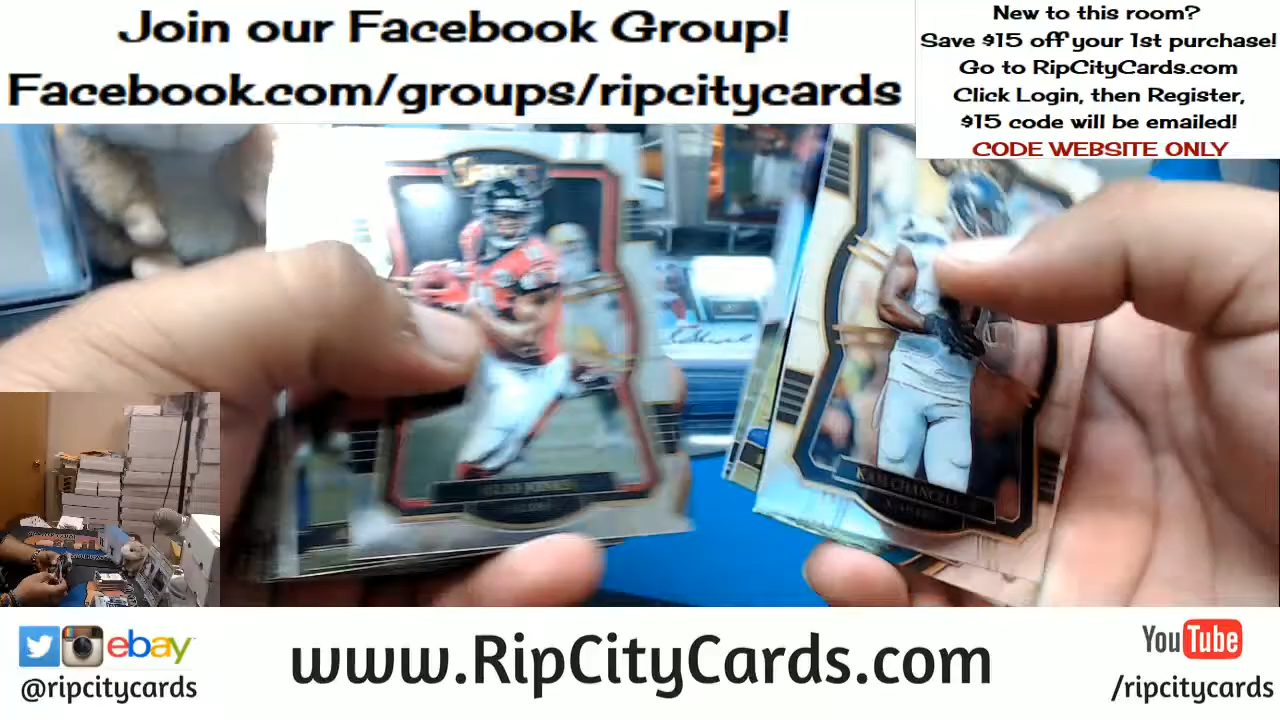 Join our Facebook Group!
Facebook.com/groups/ripcitycards
New to this room?
Save $15 off your 1st purchase!
Go to RipCityCards.com
Click Login, then Register,
$15 code will be emailed!
CODE WEBSITE ONLY
KAM CHANCELLOR
ebay
@ripcitycards
www.RipCityCards.com
YouTube
/ripcitycards